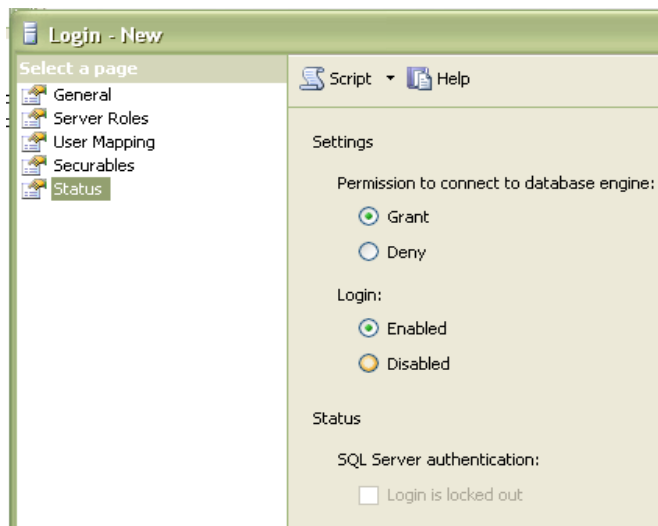 Login - New
Select a page
General
Server Roles
User Mapping
Securables
Status
Script Help
Settings
Permission to connect to database engine:
Grant
Deny
Login:
Enabled
Disabled
Status
SQL Server authentication:
Login is locked out